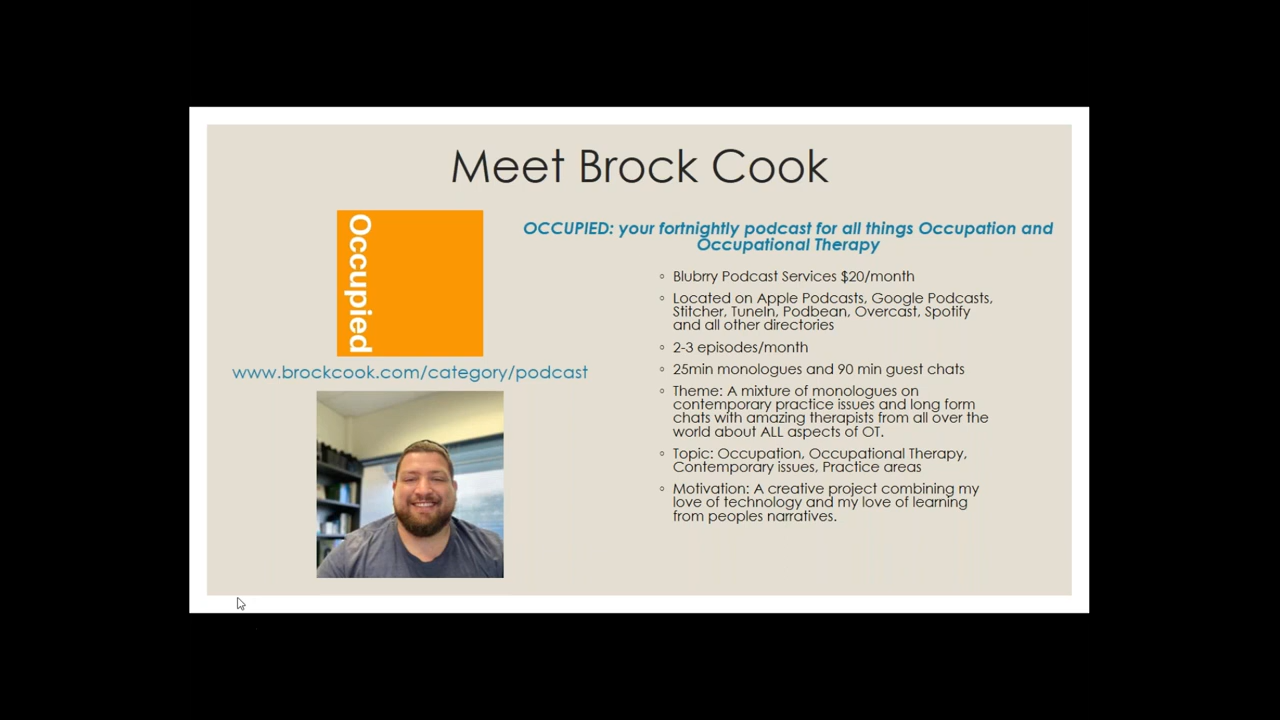 Meet Brock Cook
Occupied
www.brockcook.com/category/podcast
OCCUPIED: your fortnightly podcast for all things Occupation and
Occupational Therapy
Blubrry Podcast Services $20/month
Located on Apple Podcasts, Google Podcasts,
Stitcher, TuneIn, Podbean, Overcast, Spotify
and all other directories
2-3 episodes/month
25min monologues and 90 min guest chats
Theme: A mixture of monologues on
contemporary practice issues and long form
chats with amazing therapists from all over the
world about ALL aspects of OT.
Topic: Occupation, Occupational Therapy,
Contemporary issues, Practice areas
Motivation: A creative project combining my
love of technology and my love of learning
from peoples narratives.